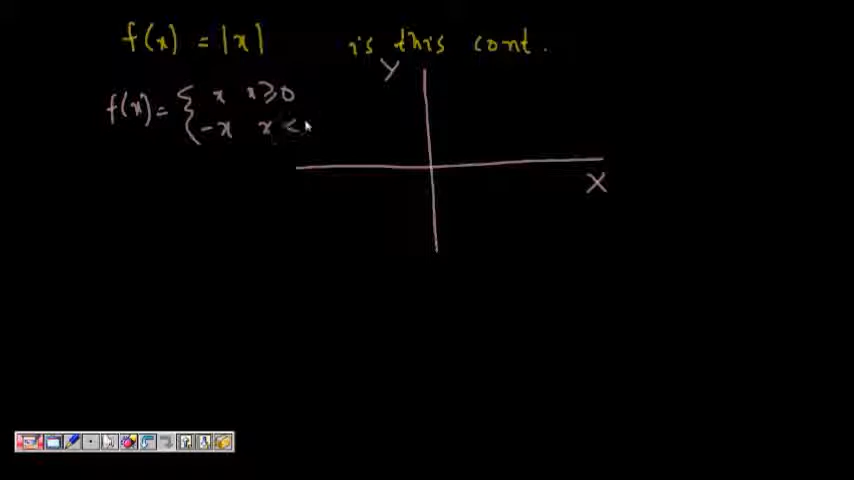 f(x) = |x| is this cont.
f(x) = { x x ≥ 0
-x x <
Y
X